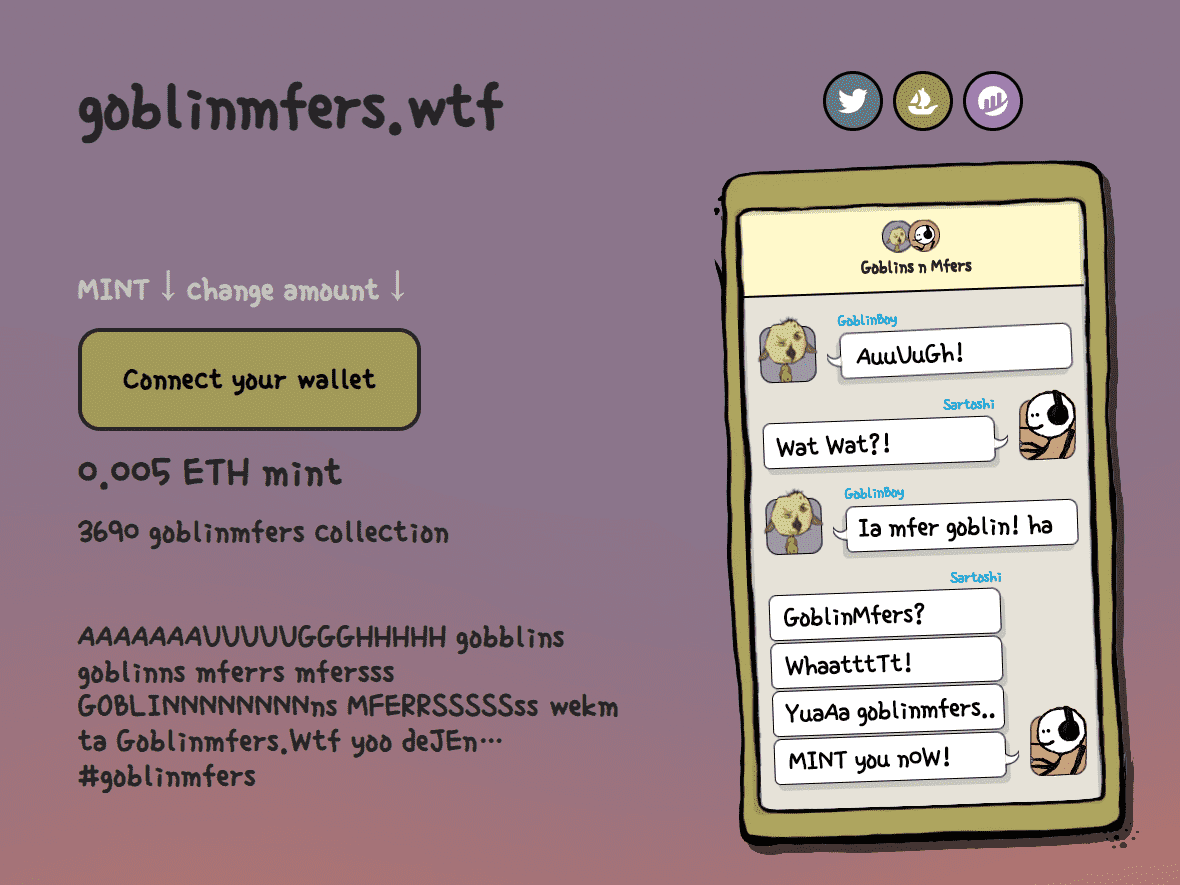 goblinmfers.wtf
MINT ↓ change amount ↓
Connect your wallet
0.005 ETH mint
3690 goblinmfers collection
AAAAAAAUUUUUGGGHHHHH gobblins
goblinns mferrs mfersss
GOBLINNNNNNNNns MFERRSSSSSss wekm
ta Goblinmfers.Wtf yoo deJEn…
#goblinmfers
Goblins n Mfers
GoblinBoy
AuuVuGh!
Sartoshi
Wat Wat?!
GoblinBoy
Ia mfer goblin! ha
Sartoshi
GoblinMfers?
WhaatttTt!
YuaAa goblinmfers..
MINT you noW!